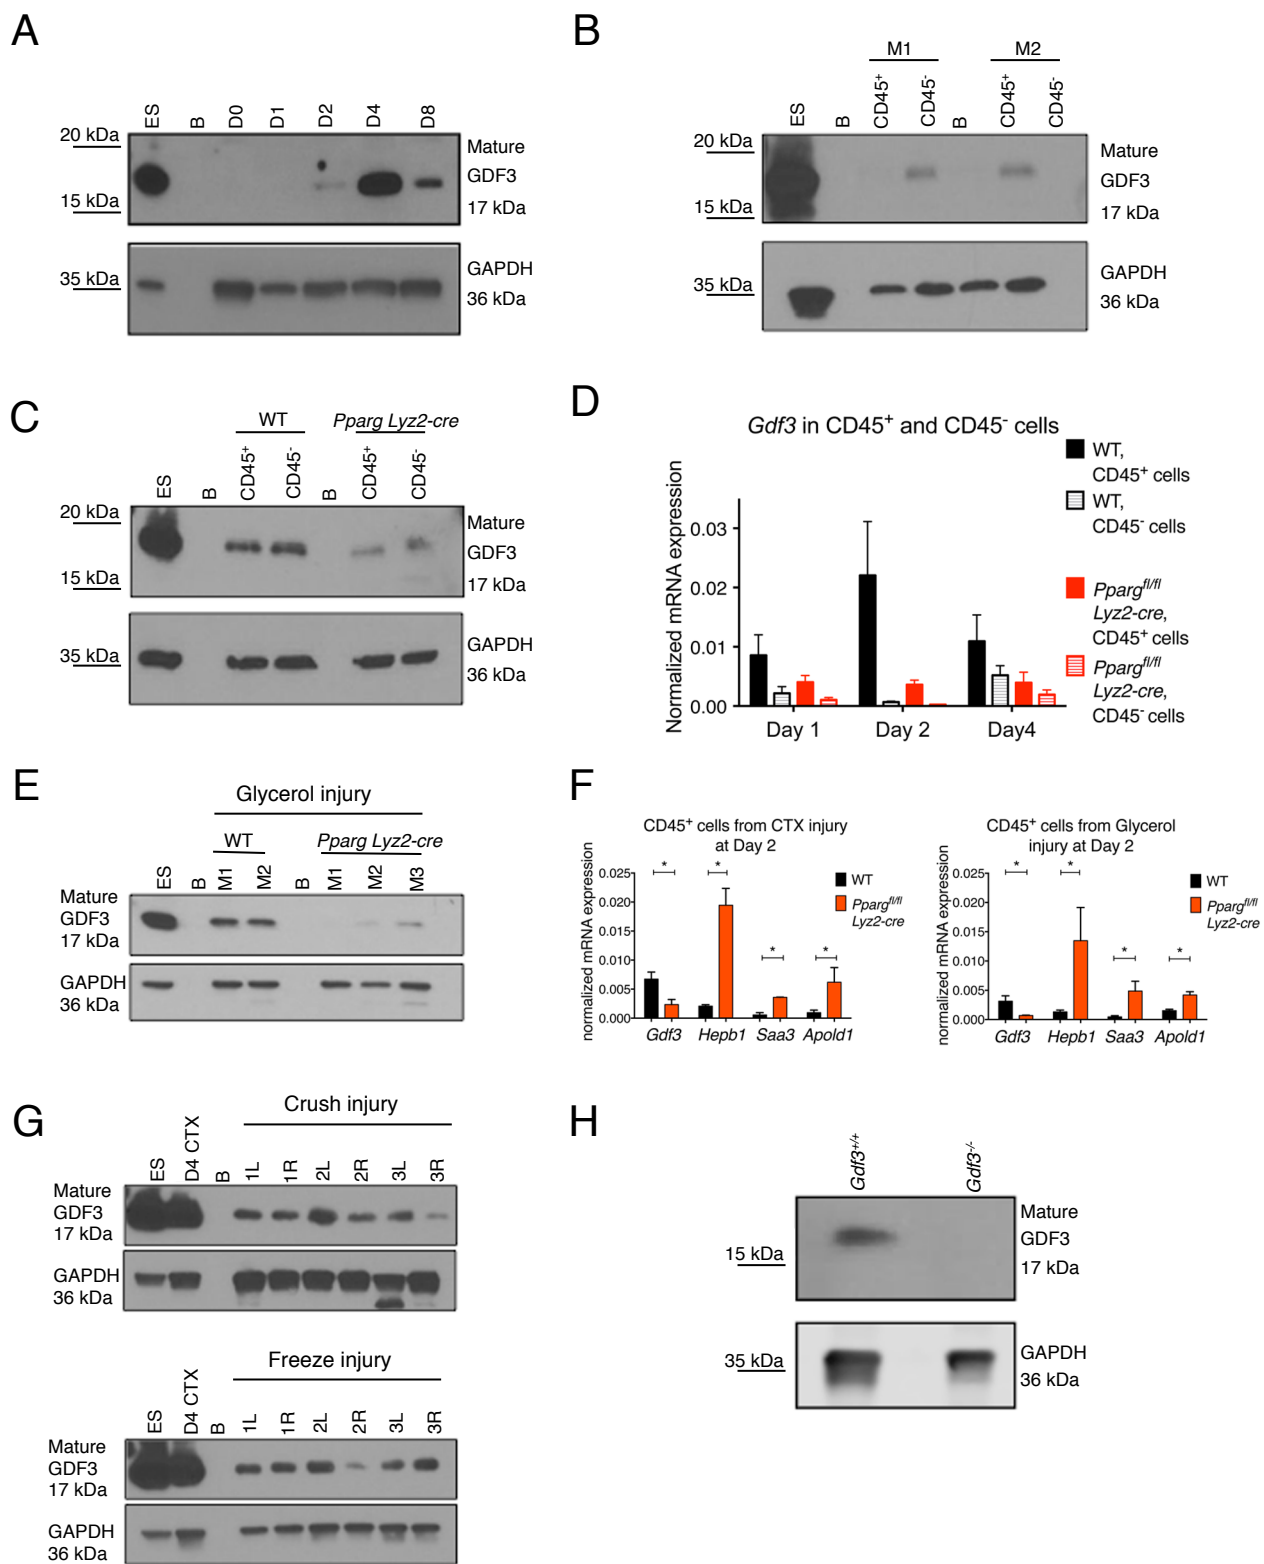 A
ES B D0 D1 D2 D4 D8
20 kDa
15 kDa
Mature
GDF3
17 kDa
35 kDa
GAPDH
36 kDa
B
M1 M2
ES B CD45+ CD45- B CD45+ CD45-
20 kDa
15 kDa
Mature
GDF3
17 kDa
35 kDa
GAPDH
36 kDa
C
WT Pparg Lyz2-cre
ES B CD45+ CD45- B CD45+ CD45-
20 kDa
15 kDa
Mature
GDF3
17 kDa
35 kDa
GAPDH
36 kDa
D
Gdf3 in CD45+ and CD45- cells
Normalized mRNA expression
0.03
0.02
0.01
0.00
Day 1 Day 2 Day4
WT,
CD45+ cells
WT,
CD45- cells
Ppargfl/fl
Lyz2-cre,
CD45+ cells
Ppargfl/fl
Lyz2-cre,
CD45- cells
E
Glycerol injury
WT Pparg Lyz2-cre
ES B M1 M2 B M1 M2 M3
Mature
GDF3
17 kDa
GAPDH
36 kDa
F
CD45+ cells from CTX injury
at Day 2
normalized mRNA expression
0.025
0.020
0.015
0.010
0.005
0.000
* * * *
Gdf3 Hepb1 Saa3 Apold1
WT
Ppargfl/fl
Lyz2-cre
CD45+ cells from Glycerol
injury at Day 2
normalized mRNA expression
0.025
0.020
0.015
0.010
0.005
0.000
* * * *
Gdf3 Hepb1 Saa3 Apold1
WT
Ppargfl/fl
Lyz2-cre
G
Crush injury
ES D4 CTX B 1L 1R 2L 2R 3L 3R
Mature
GDF3
17 kDa
GAPDH
36 kDa
Freeze injury
ES D4 CTX B 1L 1R 2L 2R 3L 3R
Mature
GDF3
17 kDa
GAPDH
36 kDa
H
Gdf3+/+ Gdf3-/-
15 kDa
Mature
GDF3
17 kDa
35 kDa
GAPDH
36 kDa